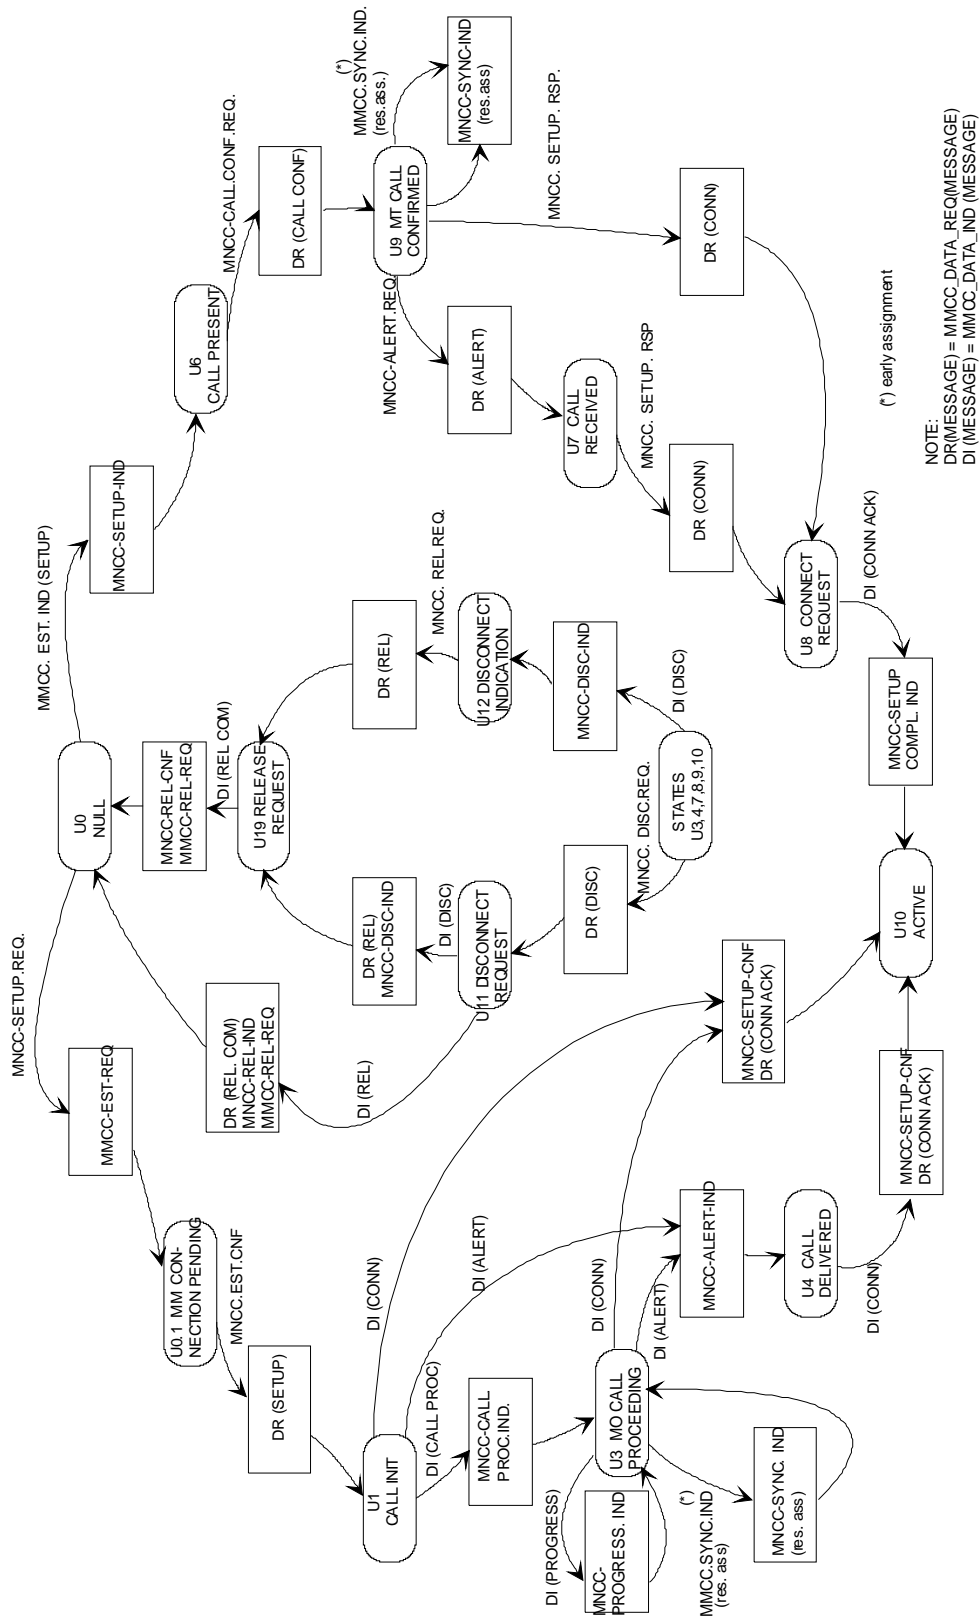 MNCC-SETUP.REQ.
MMCC-EST-REQ
U0.1 MM CON-
NECTION PENDING
MNCC.EST.CNF
DR (SETUP)
U1
CALL INIT
DI (CALL PROC)
MNCC-CALL
PROC.IND.
DI (PROGRESS)
MNCC-
PROGRESS. IND
U3 MO CALL
PROCEEDING
(*)
MMCC.SYNC.IND
(res. ass)
MNCC-SYNC. IND
(res. ass)
DI (CONN)
DI (ALERT)
DI (CONN)
DI (ALERT)
MNCC-ALERT-IND
U4 CALL
DELIVERED
DI (CONN)
MNCC-SETUP-CNF
DR (CONN ACK)
MNCC-SETUP-CNF
DR (CONN ACK)
U10
ACTIVE
U0
NULL
DR (REL. COM)
MNCC-REL-IND
MMCC-REL-REQ
DI (REL)
MNCC-REL-CNF
MMCC-REL-REQ
DI (REL COM)
U19 RELEASE
REQUEST
DR (REL)
MNCC-DISC-IND
DI (DISC)
U11 DISCONNECT
REQUEST
DR (DISC)
MNCC. DISC.REQ.
STATES
U3,4,7,8,9,10
DI (DISC)
MNCC-DISC-IND
U12 DISCONNECT
INDICATION
MNCC. REL.REQ.
DR (REL)
MMCC. EST. IND (SETUP)
MNCC-SETUP-IND
U6
CALL PRESENT
MNCC-CALL.CONF.REQ.
DR (CALL CONF)
U9 MT CALL
CONFIRMED
(*)
MMCC.SYNC.IND.
(res.ass.)
MNCC-SYNC-IND
(res.ass)
MNCC-ALERT.REQ.
DR (ALERT)
U7 CALL
RECEIVED
MNCC. SETUP. RSP
DR (CONN)
MNCC. SETUP. RSP.
DR (CONN)
U8 CONNECT
REQUEST
DI (CONN ACK)
MNCC-SETUP
COMPL. IND
(*) early assignment
NOTE:
DR(MESSAGE) = MMCC_DATA_REQ(MESSAGE)
DI (MESSAGE) = MMCC_DATA_IND (MESSAGE)